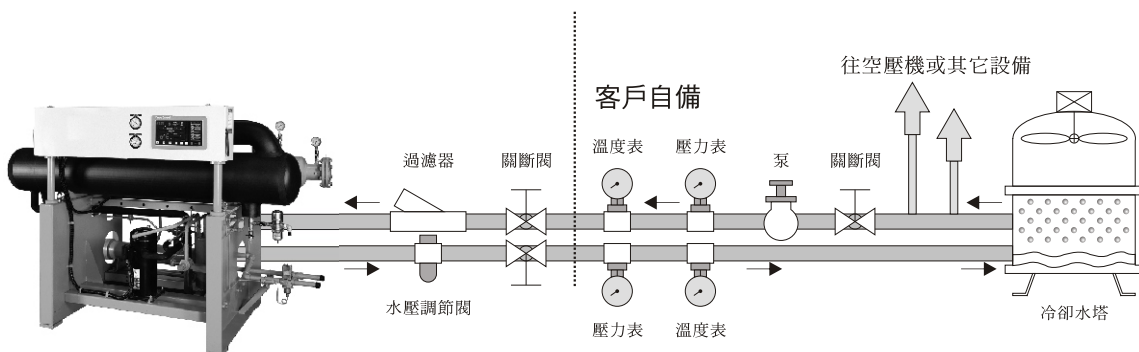 往空壓機或其它設備
客戶自備
過濾器
關斷閥
溫度表
壓力表
泵
關斷閥
水壓調節閥
壓力表
溫度表
冷卻水塔